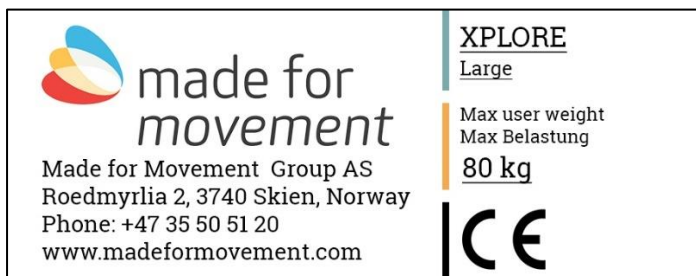 made for
movement
Made for Movement Group AS
Roedmyrlia 2, 3740 Skien, Norway
Phone: +47 35 50 51 20
www.madeformovement.com
XPLORE
Large
Max user weight
Max Belastung
80 kg
CE